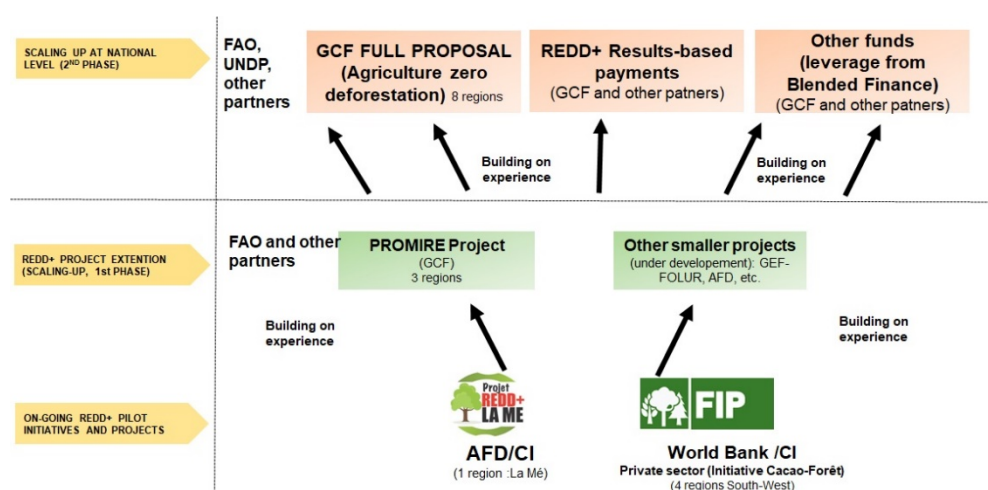 SCALING UP AT NATIONAL
LEVEL (2ND PHASE)
FAO,
UNDP,
other
partners
GCF FULL PROPOSAL
(Agriculture zero
deforestation) 8 regions
REDD+ Results-based
payments
(GCF and other patners)
Other funds
(leverage from
Blended Finance)
(GCF and other patners)
Building on
experience
Building on
experience
REDD+ PROJECT EXTENTION
(SCALING-UP, 1st PHASE)
FAO and other
partners
PROMIRE Project
(GCF)
3 regions
Other smaller projects
(under developement): GEF-
FOLUR, AFD, etc.
Building on
experience
Building on
experience
ON-GOING REDD+ PILOT
INITIATIVES AND PROJECTS
Projet
REDD+
LA ME
AFD/CI
(1 region :La Mé)
FIP
World Bank /CI
Private sector (Initiative Cacao-Forêt)
(4 regions South-West)